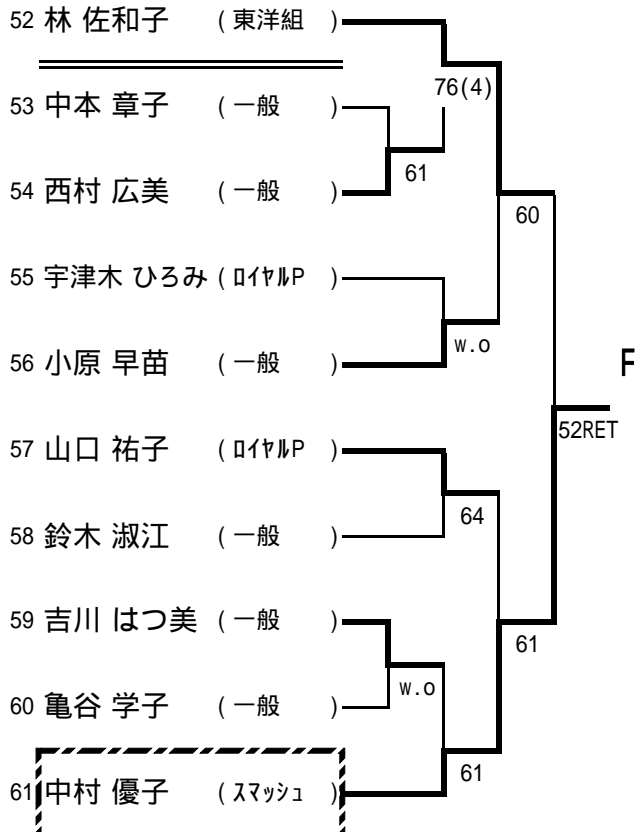 52 林 佐和子 (東洋組 )
76(4)
53 中本 章子 (一般 )
61
54 西村 広美 (一般 )
60
55 宇津木 ひろみ (ﾛｲﾔﾙP )
w.o
56 小原 早苗 (一般 )
F
52RET
57 山口 祐子 (ﾛｲﾔﾙP )
64
58 鈴木 淑江 (一般 )
59 吉川 はつ美 (一般 )
61
w.o
60 亀谷 学子 (一般 )
61
61 中村 優子 (ｽﾏｯｼｭ )